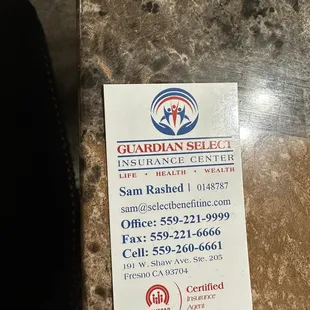 GUARDIAN SELECT
INSURANCE CENTER
LIFE • HEALTH • WEALTH
Sam Rashed | 0148787
sam@selectbenefitinc.com
Office: 559-221-9999
Fax: 559-221-6666
Cell: 559-260-6661
191 W. Shaw Ave. Ste. 205
Fresno CA 93704
Certified
Insurance
Agent